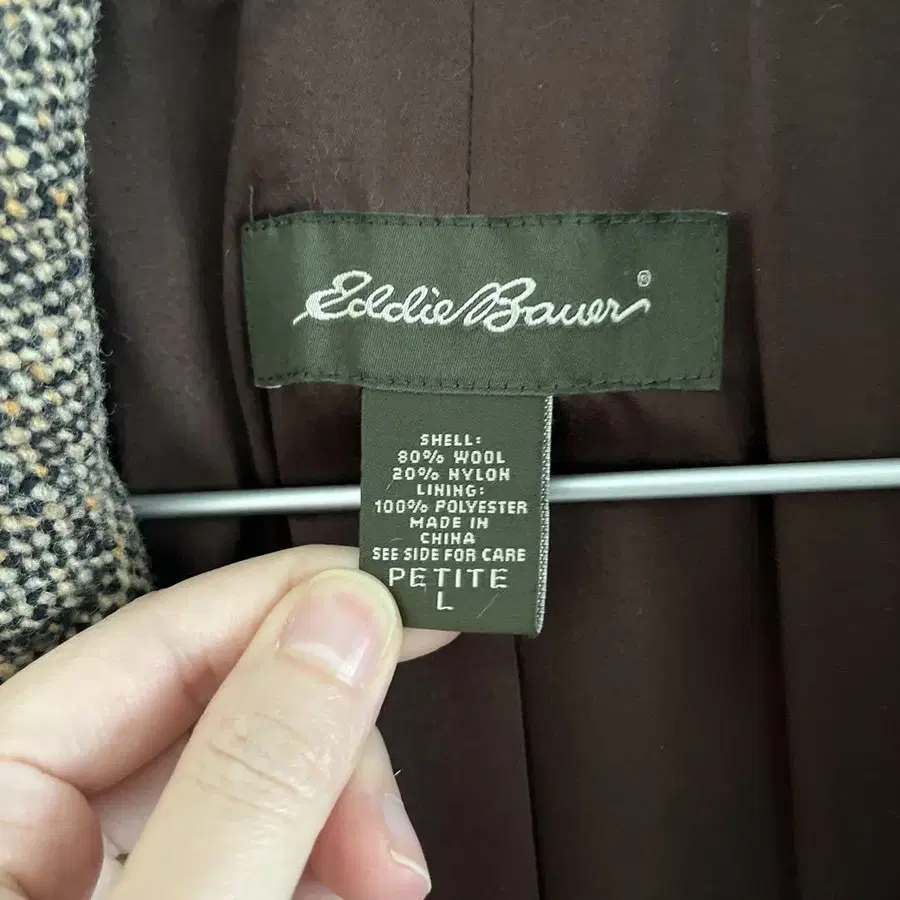 Eddie Bauer®
SHELL:
80% WOOL
20% NYLON
LINING:
100% POLYESTER
MADE IN
CHINA
SEE SIDE FOR CARE
PETITE
L